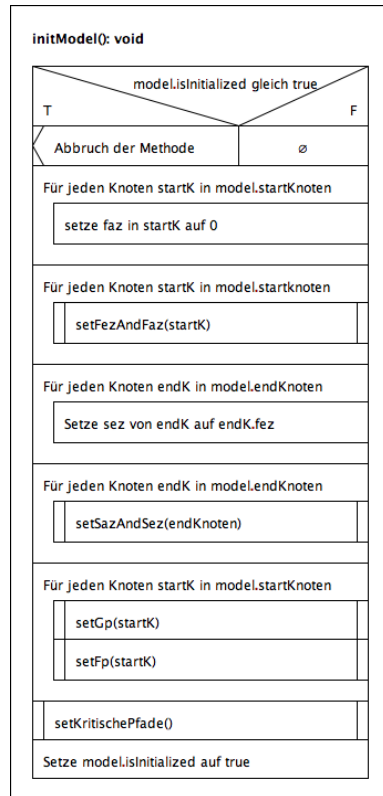 initModel(): void
model.isInitialized gleich true
T
F
Abbruch der Methode
ø
Für jeden Knoten startK in model.startKnoten
setze faz in startK auf 0
Für jeden Knoten startK in model.startknoten
setFezAndFaz(startK)
Für jeden Knoten endK in model.endKnoten
Setze sez von endK auf endK.fez
Für jeden Knoten endK in model.endKnoten
setSazAndSez(endKnoten)
Für jeden Knoten startK in model.startKnoten
setGp(startK)
setFp(startK)
setKritischePfade()
Setze model.isInitialized auf true